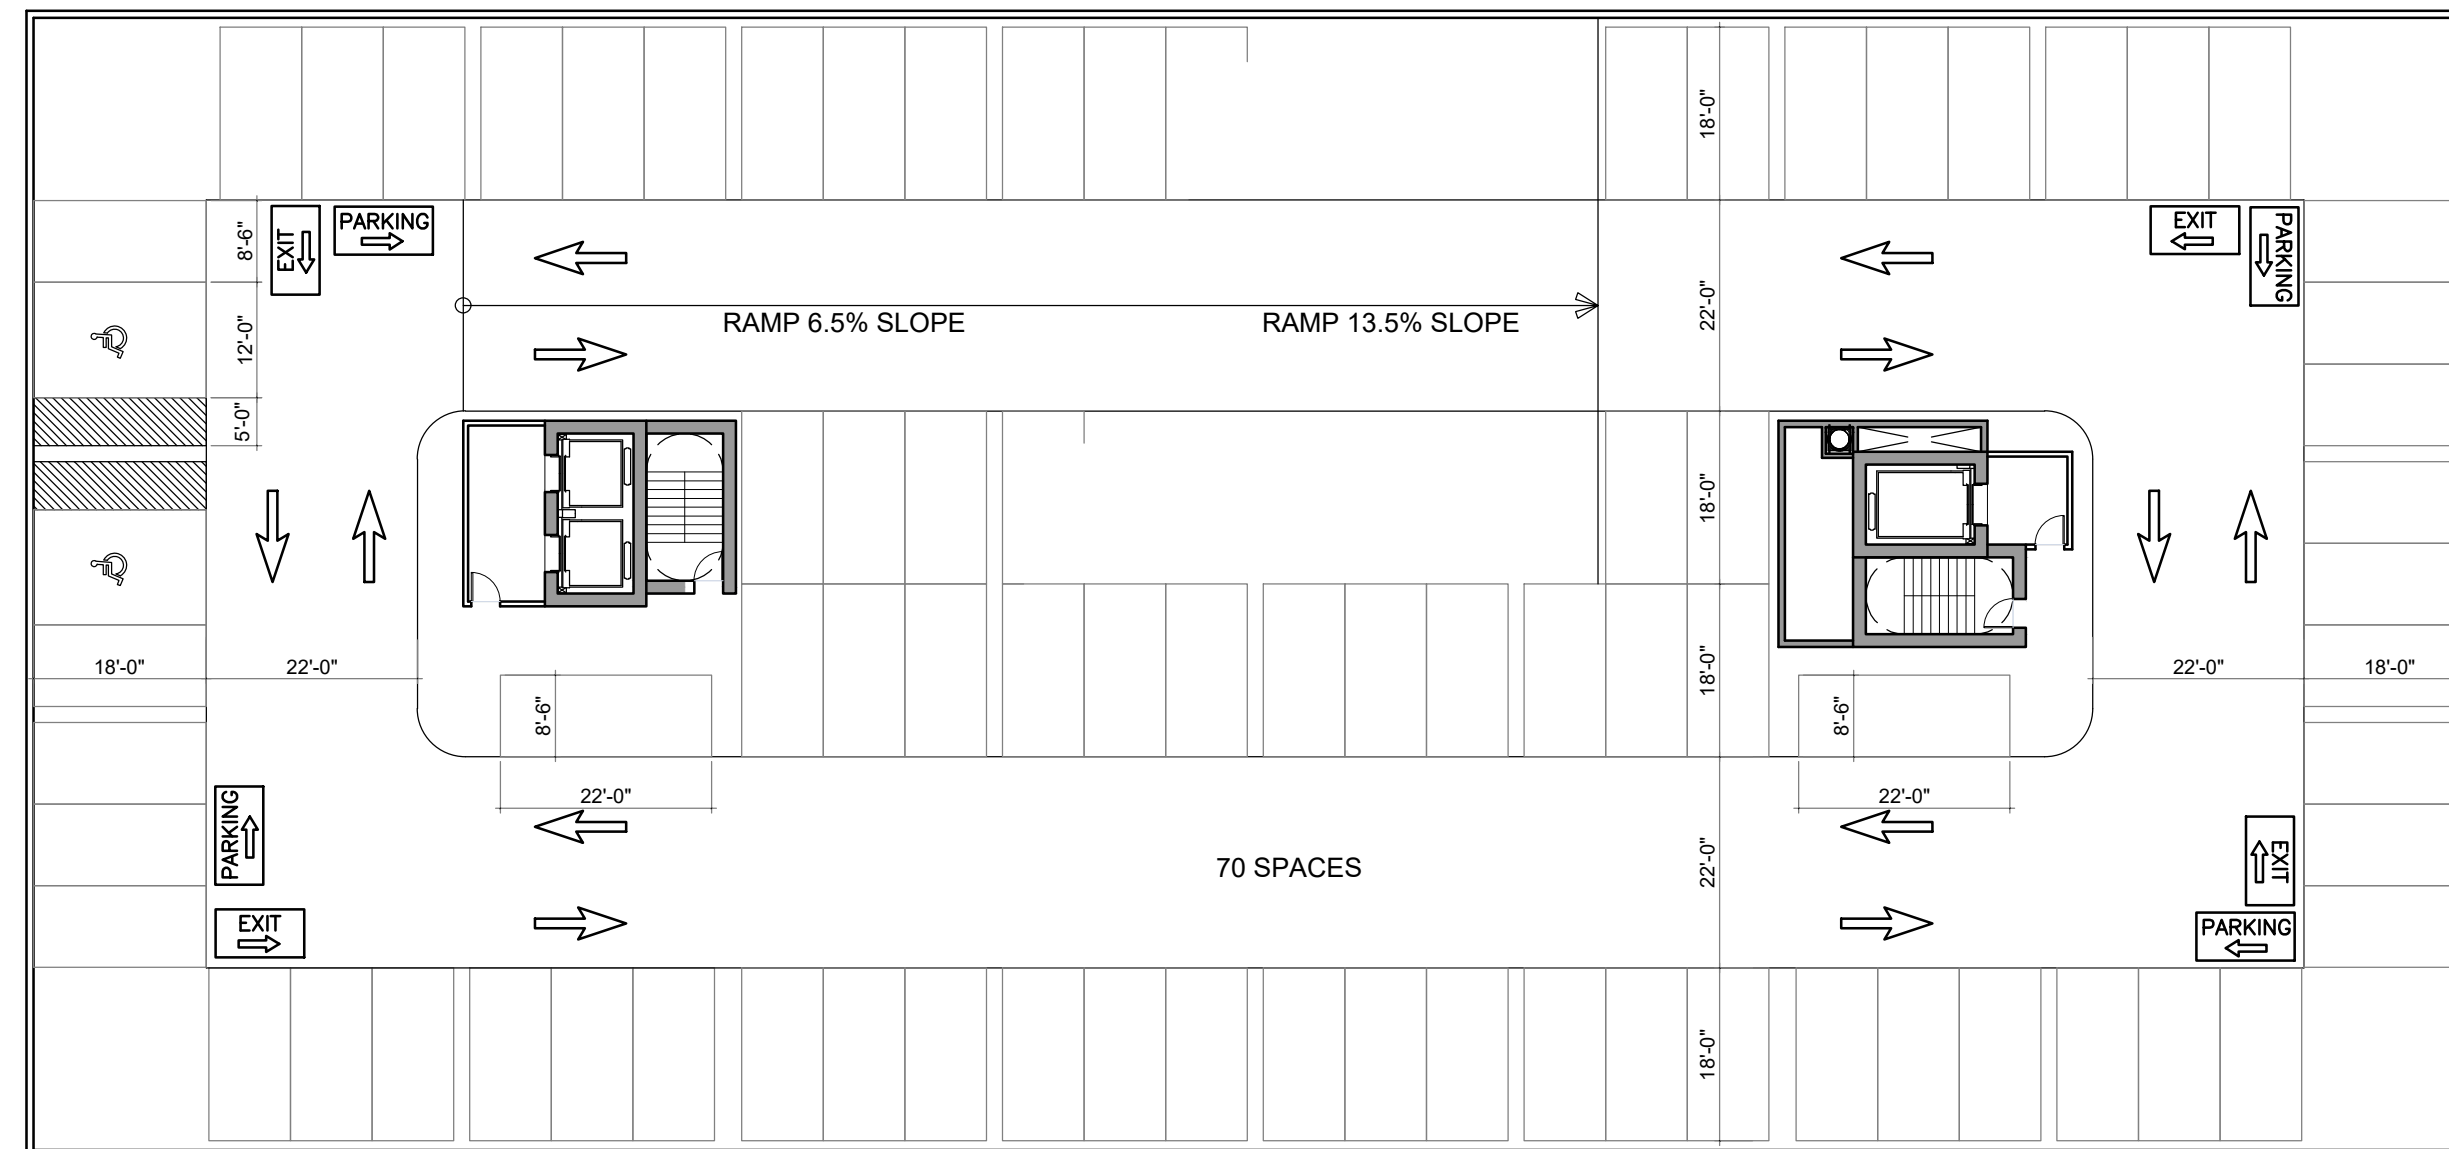 18'-0"
8'-6"
EXIT
PARKING
EXIT
PARKING
22'-0"
RAMP 6.5% SLOPE
RAMP 13.5% SLOPE
12'-0"
5'-0"
18'-0"
18'-0"
22'-0"
18'-0"
22'-0"
18'-0"
8'-6"
8'-6"
22'-0"
22'-0"
PARKING
70 SPACES
22'-0"
EXIT
EXIT
PARKING
18'-0"